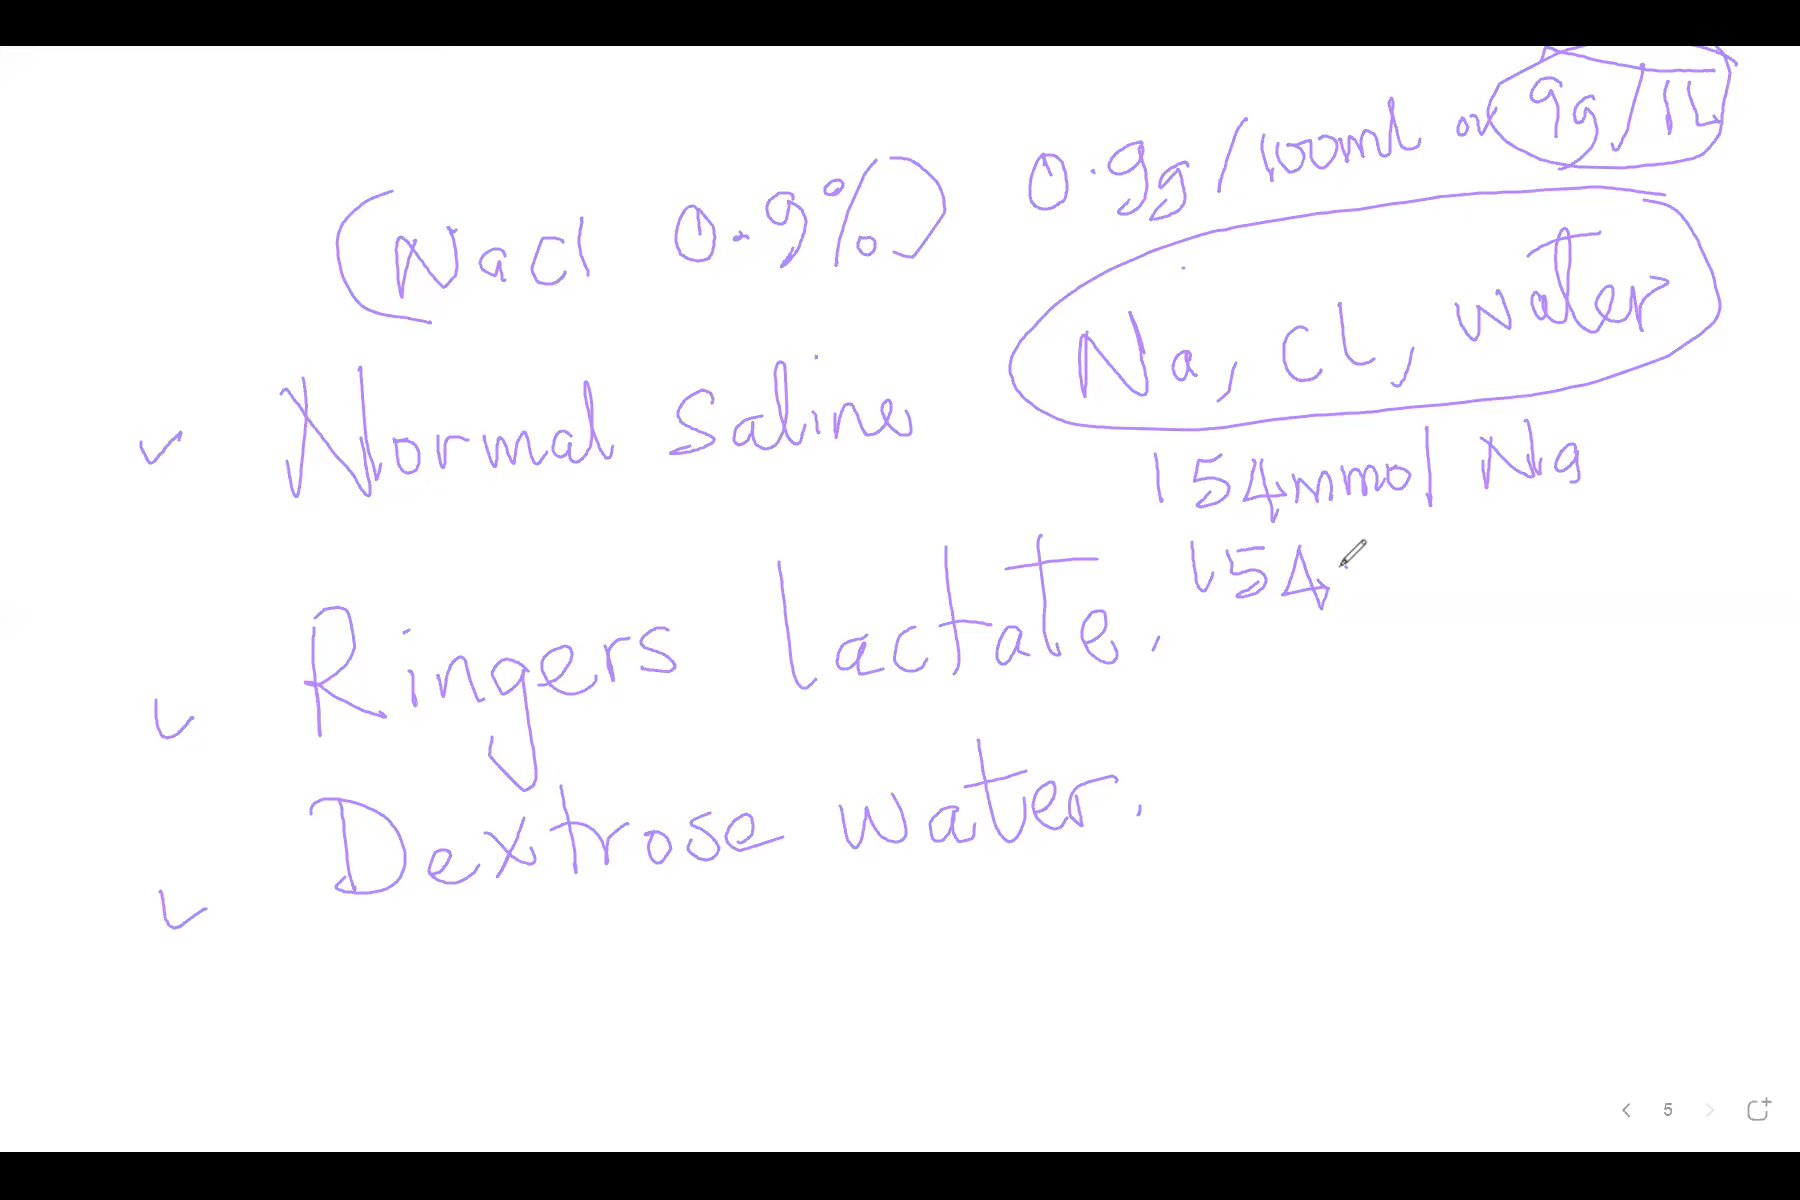 (NaCl 0.9%) 0.9g/100ml or 9g/1L
Na, Cl, water
✓ Normal Saline
154mmol Na
154
✓ Ringers lactate.
✓ Dextrose water.
5